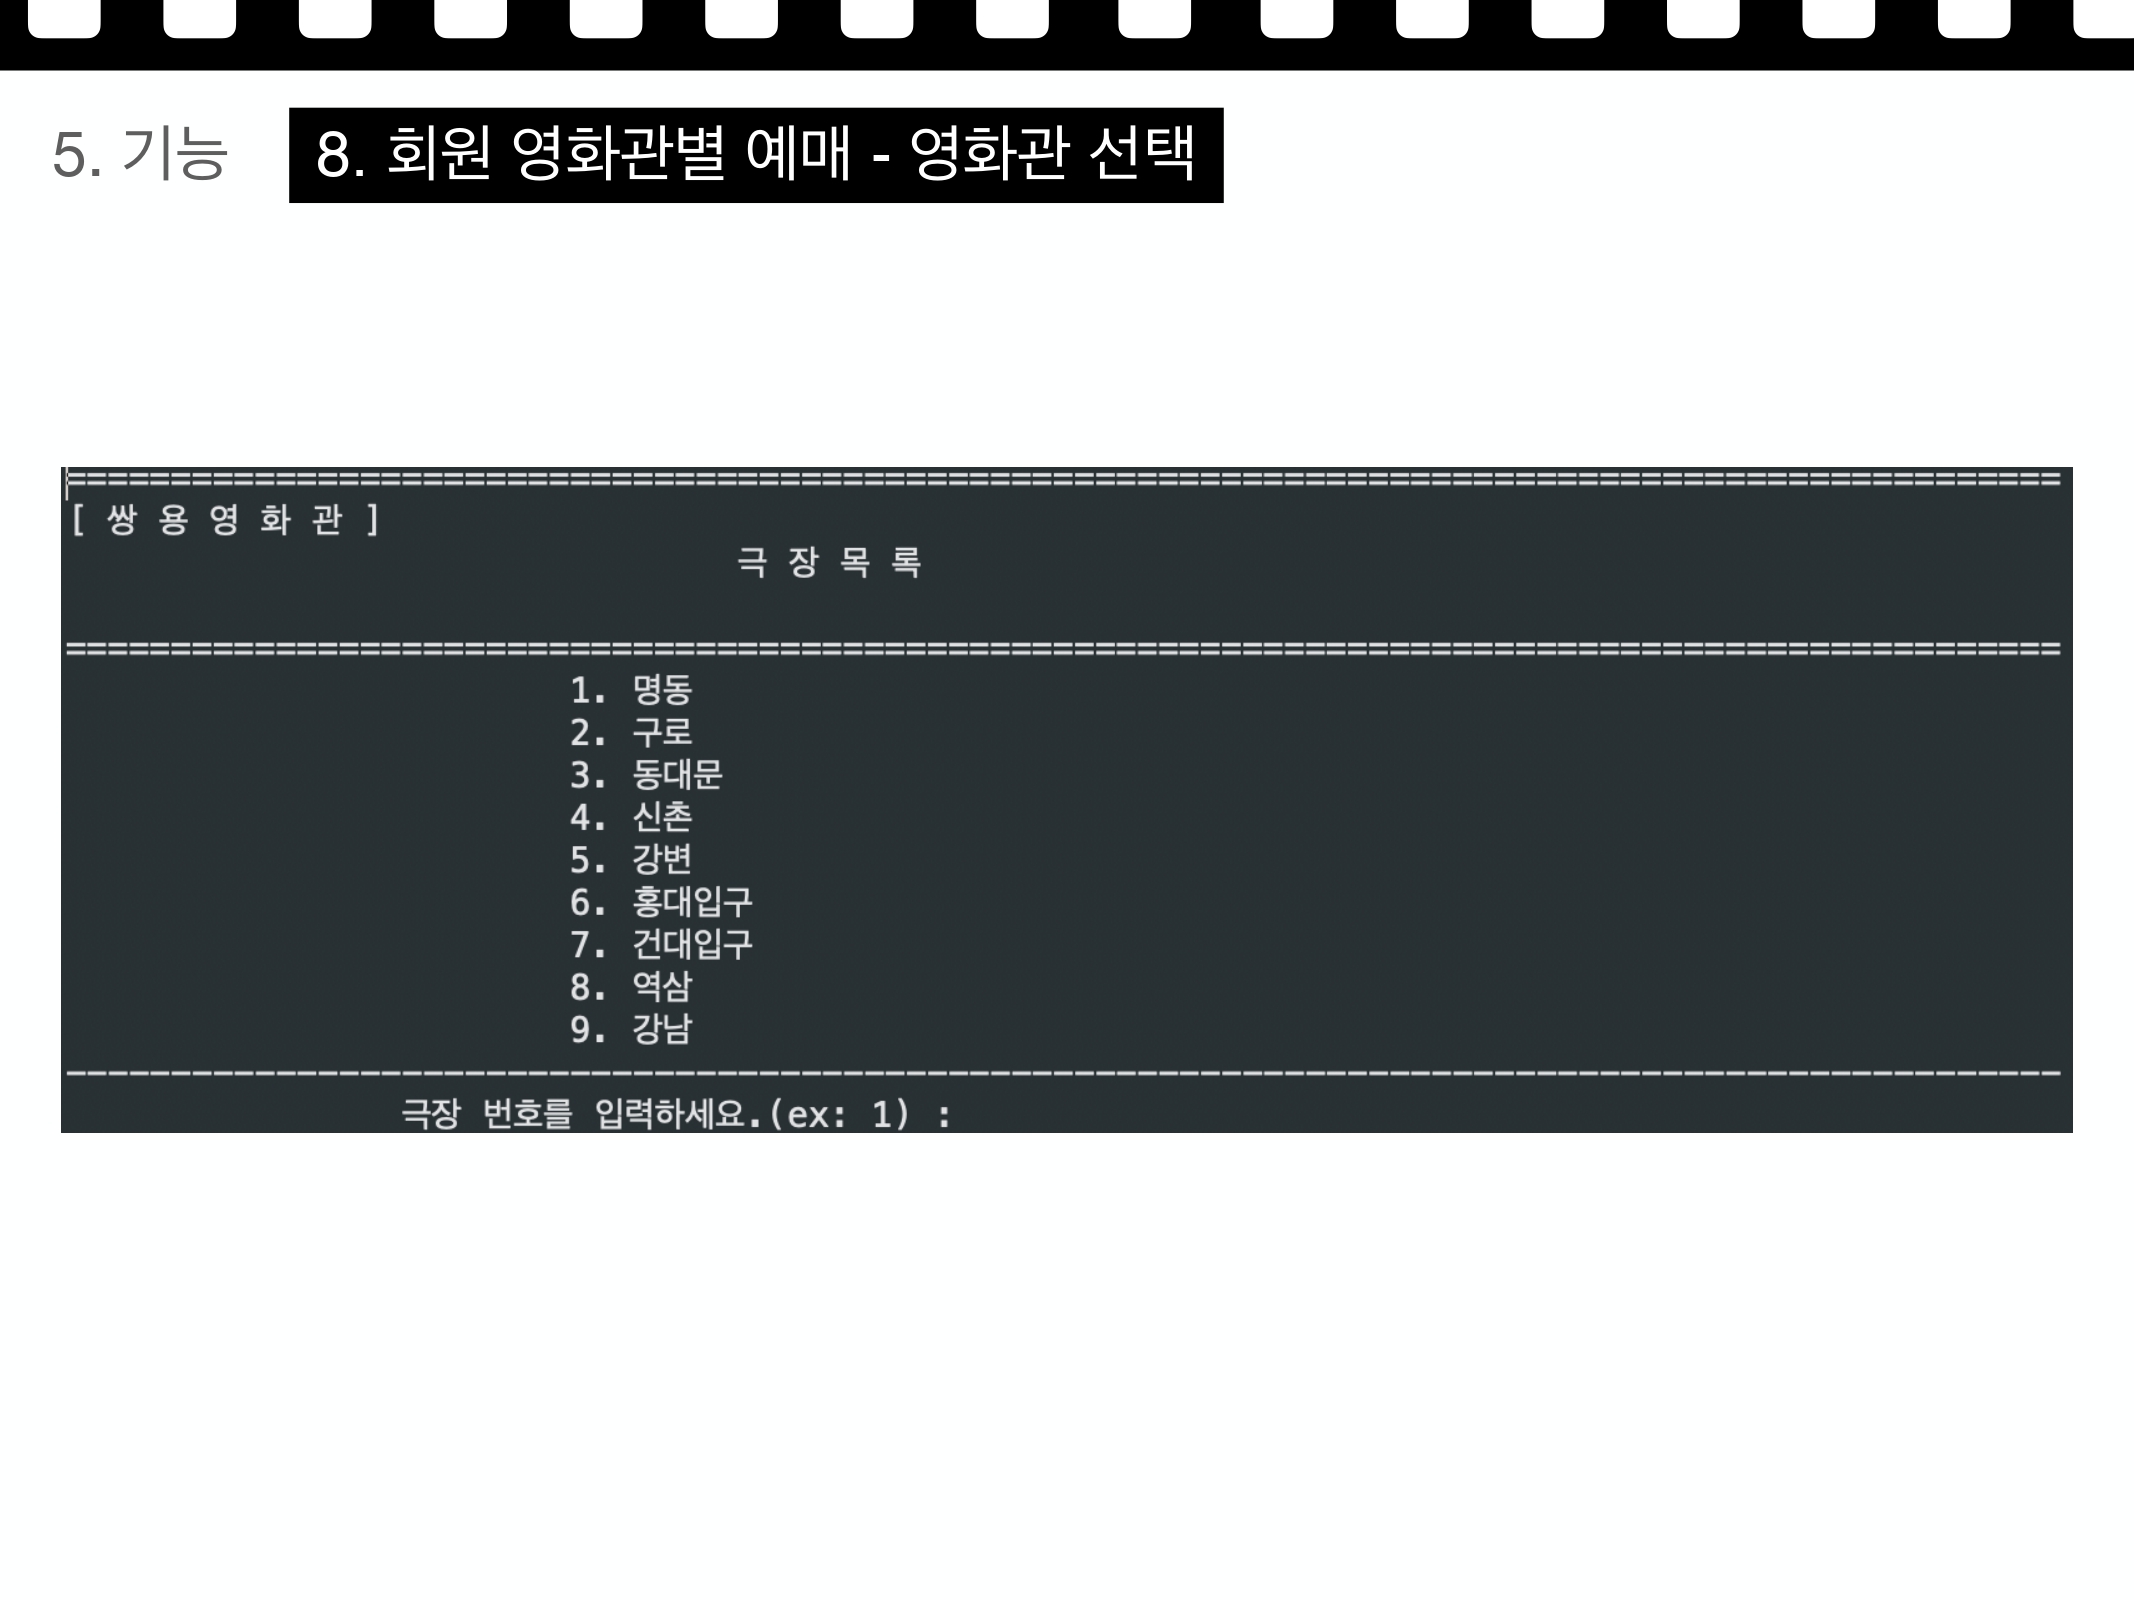 5. 기능 8. 회원 영화관별 예매 - 영화관 선택
===============================================================================================
[ 쌍 용 영 화 관 ]
극 장 목 록
===============================================================================================
1. 명동
2. 구로
3. 동대문
4. 신촌
5. 강변
6. 홍대입구
7. 건대입구
8. 역삼
9. 강남
-----------------------------------------------------------------------------------------------
극장 번호를 입력하세요.(ex: 1) :